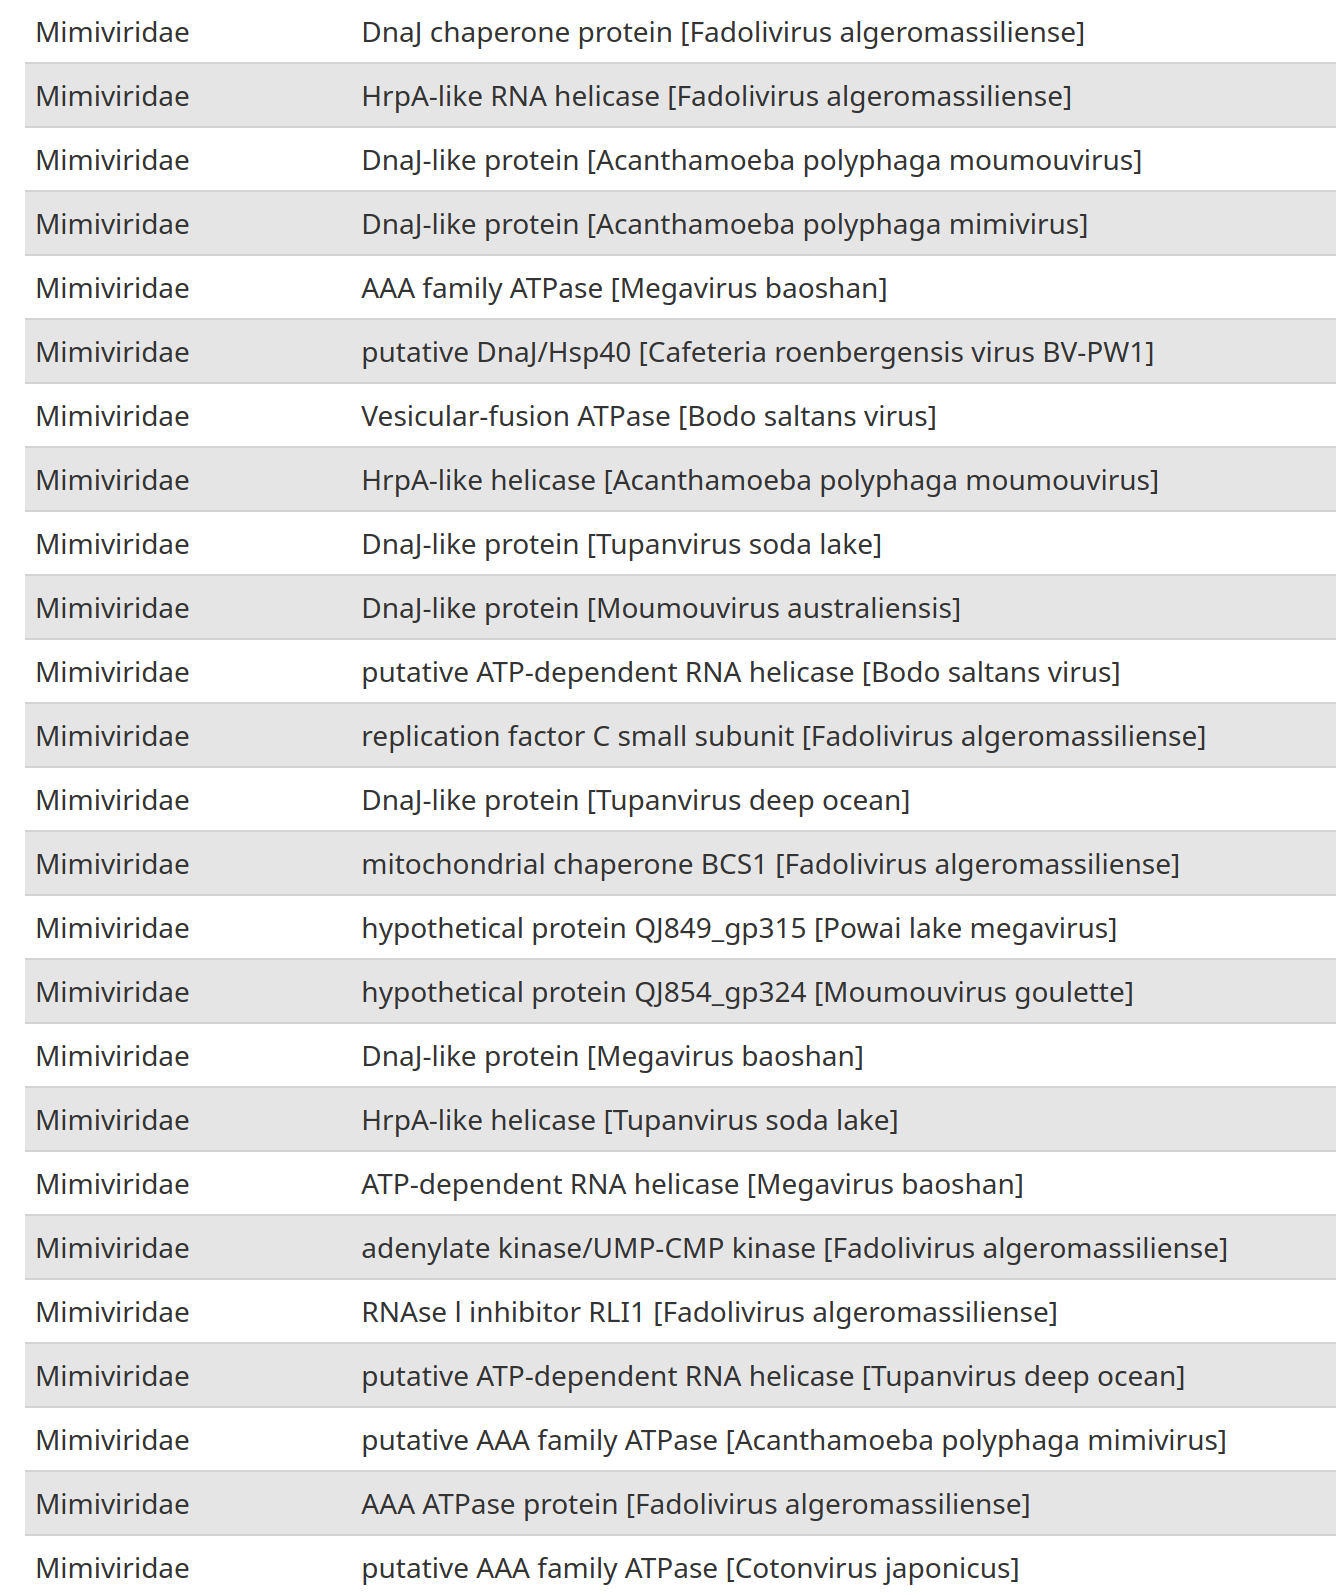 Mimiviridae DnaJ chaperone protein [Fadolivirus algeromassiliense]
Mimiviridae HrpA-like RNA helicase [Fadolivirus algeromassiliense]
Mimiviridae DnaJ-like protein [Acanthamoeba polyphaga moumouvirus]
Mimiviridae DnaJ-like protein [Acanthamoeba polyphaga mimivirus]
Mimiviridae AAA family ATPase [Megavirus baoshan]
Mimiviridae putative DnaJ/Hsp40 [Cafeteria roenbergensis virus BV-PW1]
Mimiviridae Vesicular-fusion ATPase [Bodo saltans virus]
Mimiviridae HrpA-like helicase [Acanthamoeba polyphaga moumouvirus]
Mimiviridae DnaJ-like protein [Tupanvirus soda lake]
Mimiviridae DnaJ-like protein [Moumouvirus australiensis]
Mimiviridae putative ATP-dependent RNA helicase [Bodo saltans virus]
Mimiviridae replication factor C small subunit [Fadolivirus algeromassiliense]
Mimiviridae DnaJ-like protein [Tupanvirus deep ocean]
Mimiviridae mitochondrial chaperone BCS1 [Fadolivirus algeromassiliense]
Mimiviridae hypothetical protein QJ849_gp315 [Powai lake megavirus]
Mimiviridae hypothetical protein QJ854_gp324 [Moumouvirus goulette]
Mimiviridae DnaJ-like protein [Megavirus baoshan]
Mimiviridae HrpA-like helicase [Tupanvirus soda lake]
Mimiviridae ATP-dependent RNA helicase [Megavirus baoshan]
Mimiviridae adenylate kinase/UMP-CMP kinase [Fadolivirus algeromassiliense]
Mimiviridae RNAse l inhibitor RLI1 [Fadolivirus algeromassiliense]
Mimiviridae putative ATP-dependent RNA helicase [Tupanvirus deep ocean]
Mimiviridae putative AAA family ATPase [Acanthamoeba polyphaga mimivirus]
Mimiviridae AAA ATPase protein [Fadolivirus algeromassiliense]
Mimiviridae putative AAA family ATPase [Cotonvirus japonicus]